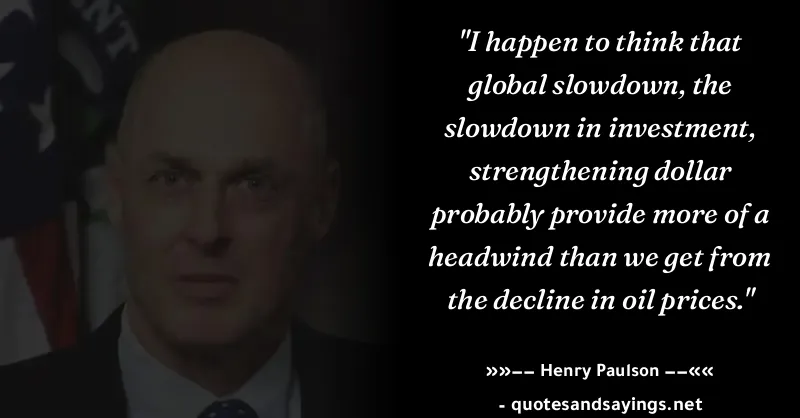 "I happen to think that
global slowdown, the
slowdown in investment,
strengthening dollar
probably provide more of a
headwind than we get from
the decline in oil prices."
»»−− Henry Paulson −−««
- quotesandsayings.net